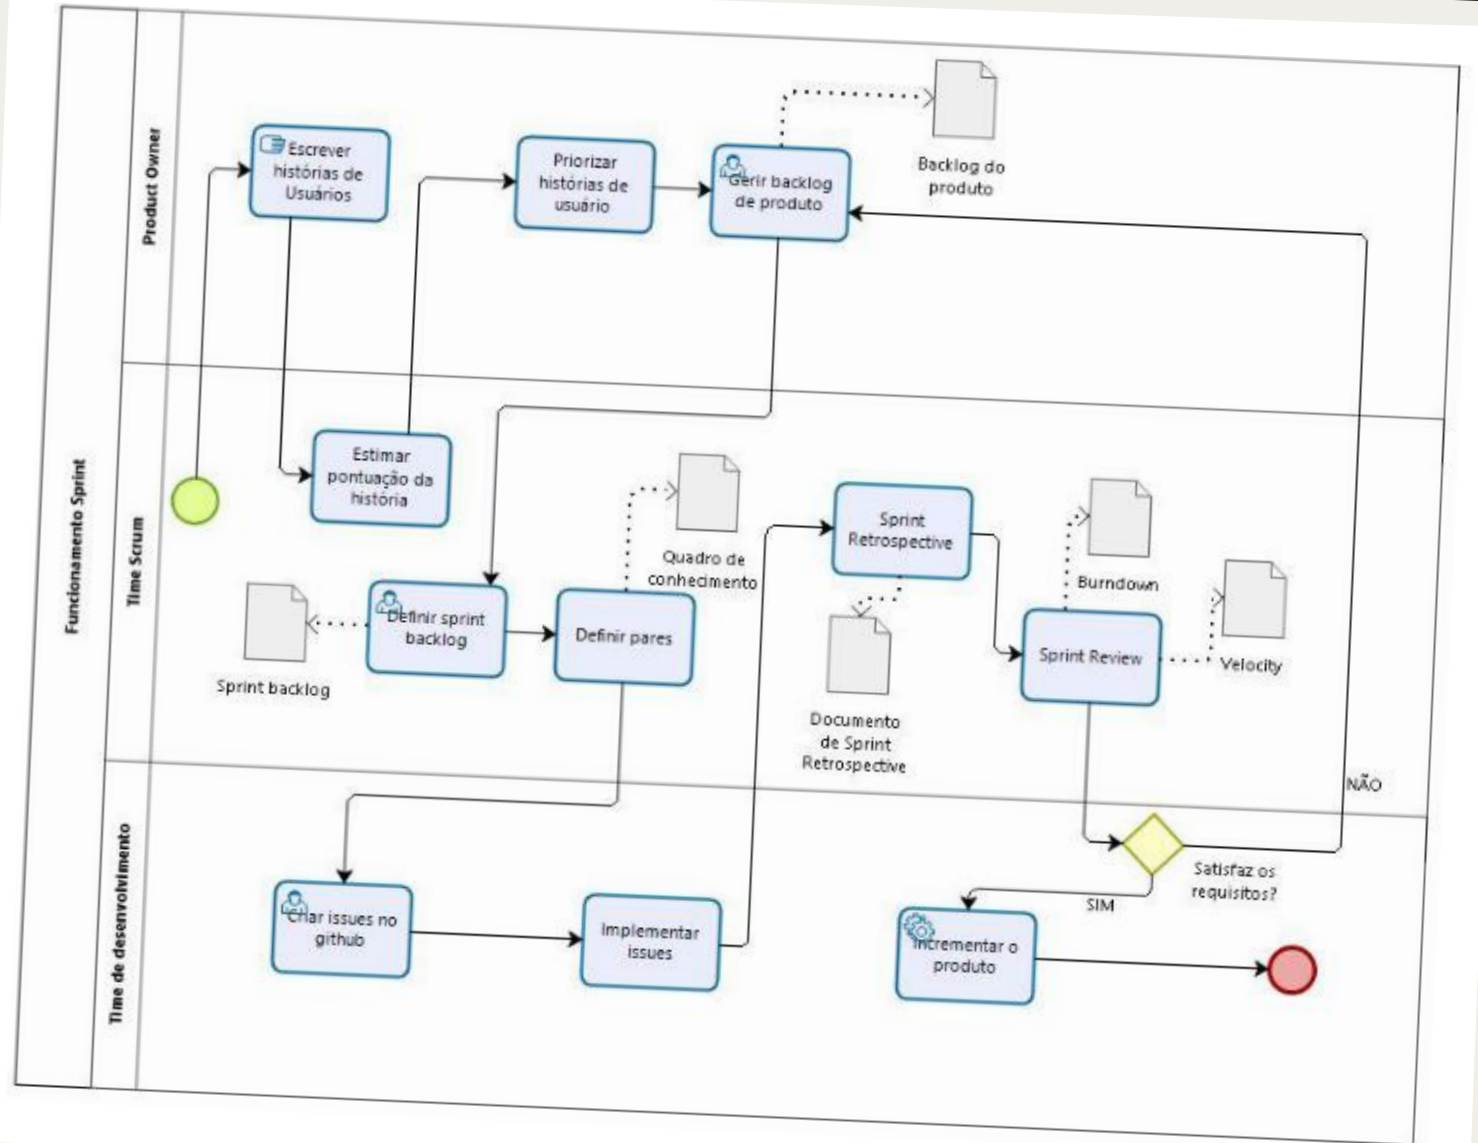 Funcionamento Sprint
Product Owner
Escrever
histórias de
Usuários
Priorizar
histórias de
usuário
Gerir backlog
de produto
Backlog do
produto
Time Scrum
Estimar
pontuação da
história
Quadro de
conhecimento
Definir sprint
backlog
Sprint backlog
Definir pares
Sprint
Retrospective
Documento
de Sprint
Retrospective
Burndown
Sprint Review
Velocity
NÃO
Time de desenvolvimento
Criar issues no
github
Implementar
issues
Satisfaz os
requisitos?
SIM
Incrementar o
produto